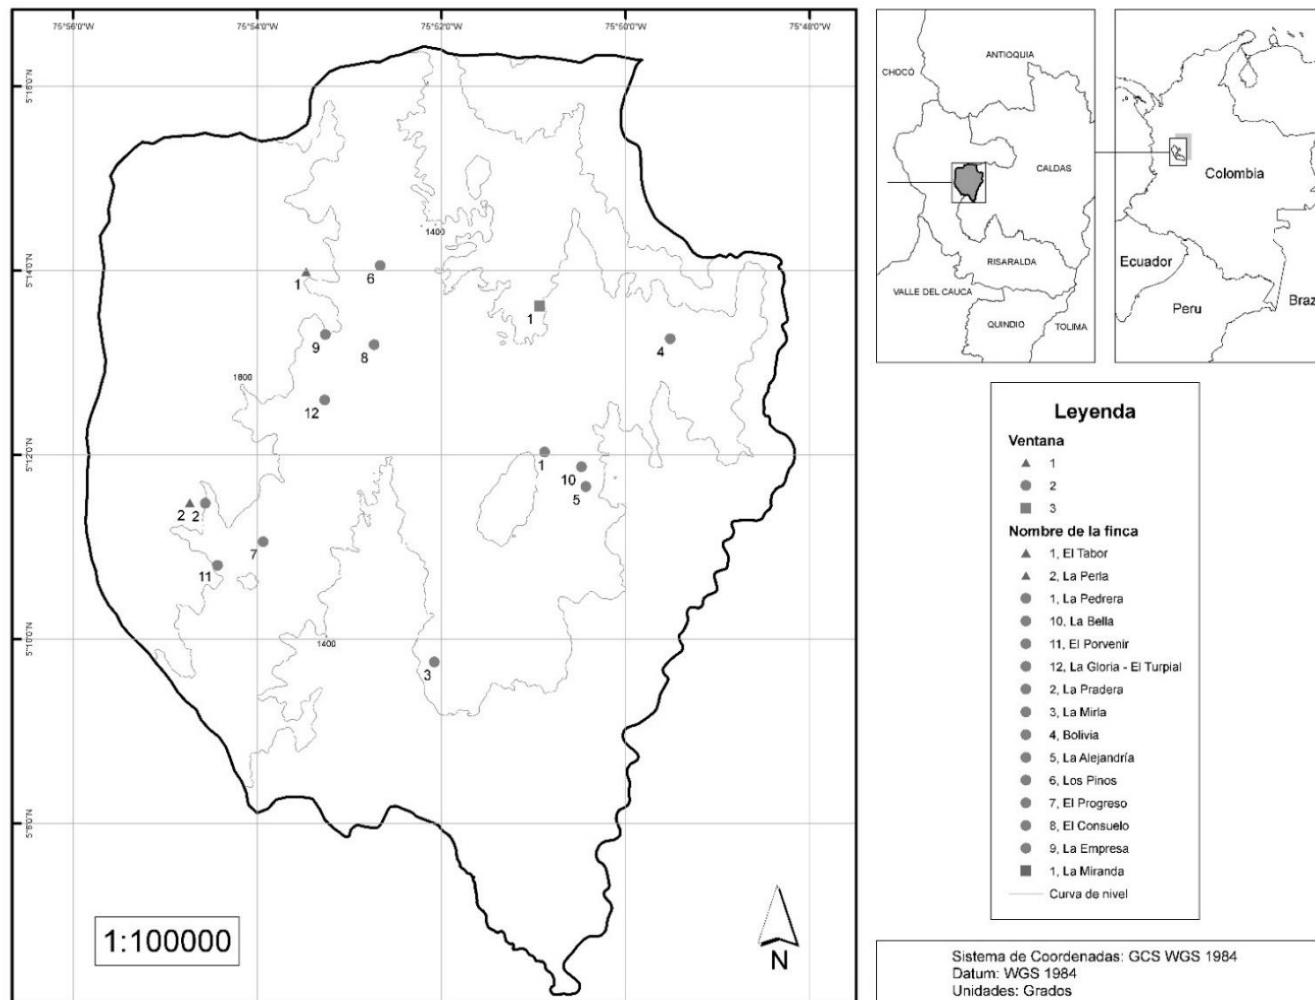 75°56'0"W
75°54'0"W
75°52'0"W
75°50'0"W
75°48'0"W
5°16'0"N
5°14'0"N
5°12'0"N
5°10'0"N
5°8'0"N
1400
1
6
1
9
8
4
1800
12
1
10
5
2
2
7
11
1400
3
1:100000
N
ANTIOQUIA
CHOCÓ
CALDAS
RISARALDA
VALLE DEL CAUCA
QUINDIO
TOLIMA
Colombia
Ecuador
Peru
Braz
Leyenda
Ventana
1
2
3
Nombre de la finca
1, El Tabor
2, La Perla
1, La Pedrera
10, La Bella
11, El Porvenir
12, La Gloria - El Turpial
2, La Pradera
3, La Mirla
4, Bolivia
5, La Alejandría
6, Los Pinos
7, El Progreso
8, El Consuelo
9, La Empresa
1, La Miranda
Curva de nivel
Sistema de Coordenadas: GCS WGS 1984
Datum: WGS 1984
Unidades: Grados